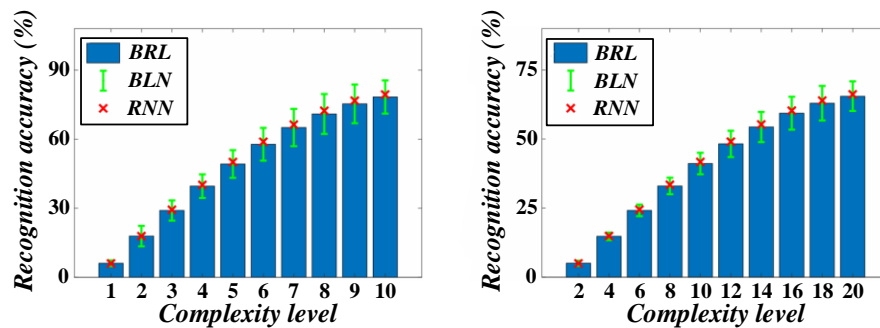 Recognition accuracy (%)
90
60
30
0
BRL
BLN
RNN
1 2 3 4 5 6 7 8 9 10
Complexity level
Recognition accuracy (%)
75
50
25
0
BRL
BLN
RNN
2 4 6 8 10 12 14 16 18 20
Complexity level